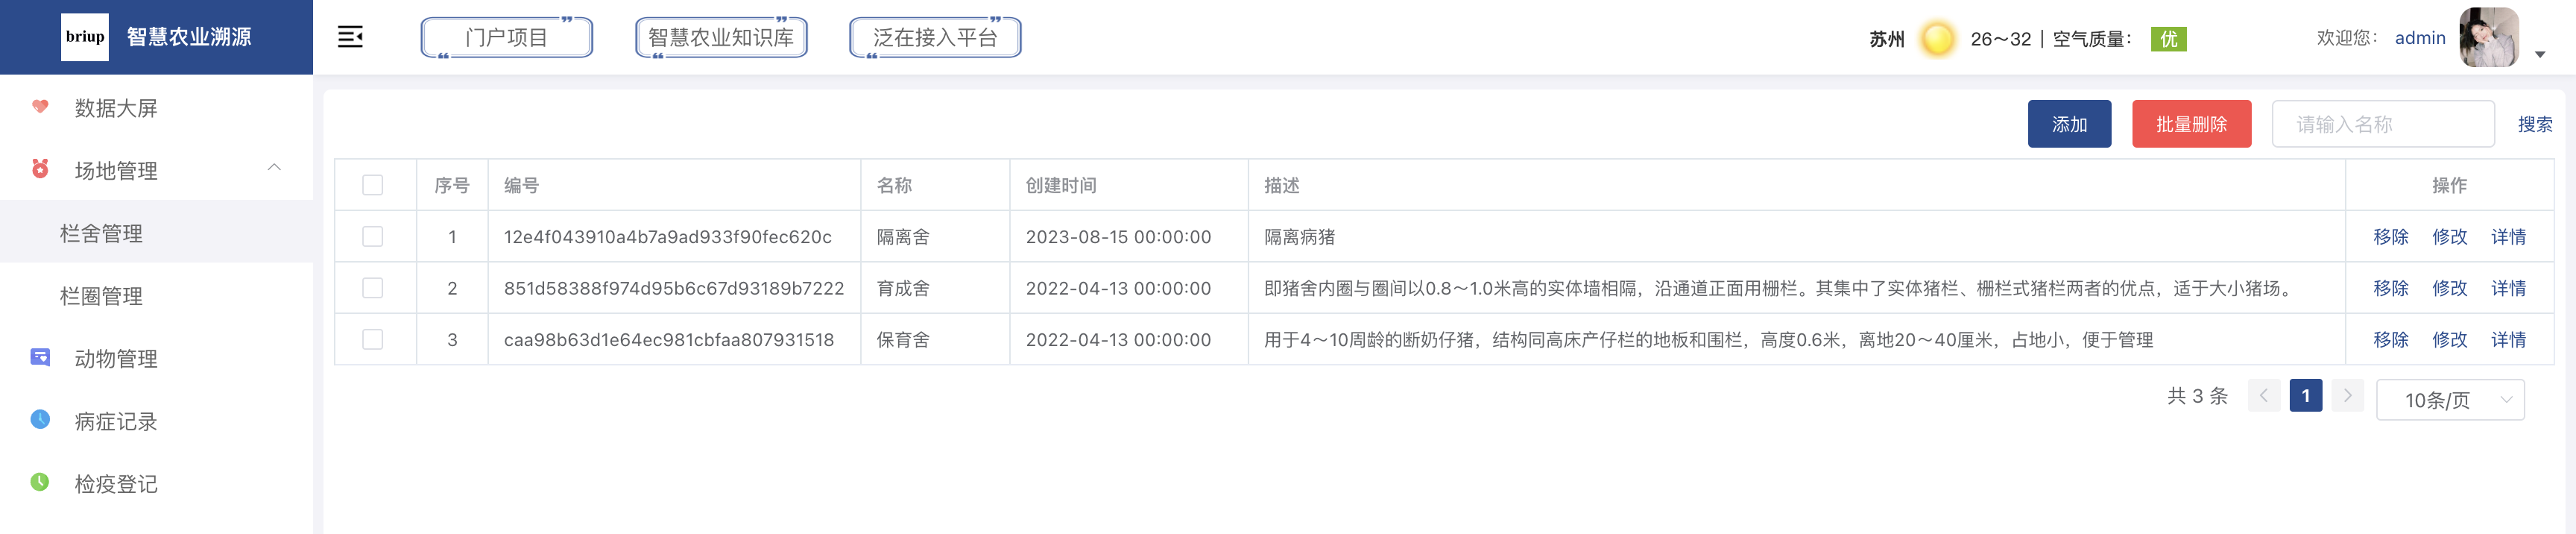 briup 智慧农业溯源
门户项目 智慧农业知识库 泛在接入平台
苏州 26～32 | 空气质量： 优 欢迎您： admin
数据大屏
场地管理
栏舍管理
栏圈管理
动物管理
病症记录
检疫登记
添加 批量删除 请输入名称 搜索
序号 编号 名称 创建时间 描述 操作
1 12e4f043910a4b7a9ad933f90fec620c 隔离舍 2023-08-15 00:00:00 隔离病猪 移除 修改 详情
2 851d58388f974d95b6c67d93189b7222 育成舍 2022-04-13 00:00:00 即猪舍内圈与圈间以0.8～1.0米高的实体墙相隔，沿通道正面用栅栏。其集中了实体猪栏、栅栏式猪栏两者的优点，适于大小猪场。 移除 修改 详情
3 caa98b63d1e64ec981cbfaa807931518 保育舍 2022-04-13 00:00:00 用于4～10周龄的断奶仔猪，结构同高床产仔栏的地板和围栏，高度0.6米，离地20～40厘米，占地小，便于管理 移除 修改 详情
共 3 条 1 10条/页